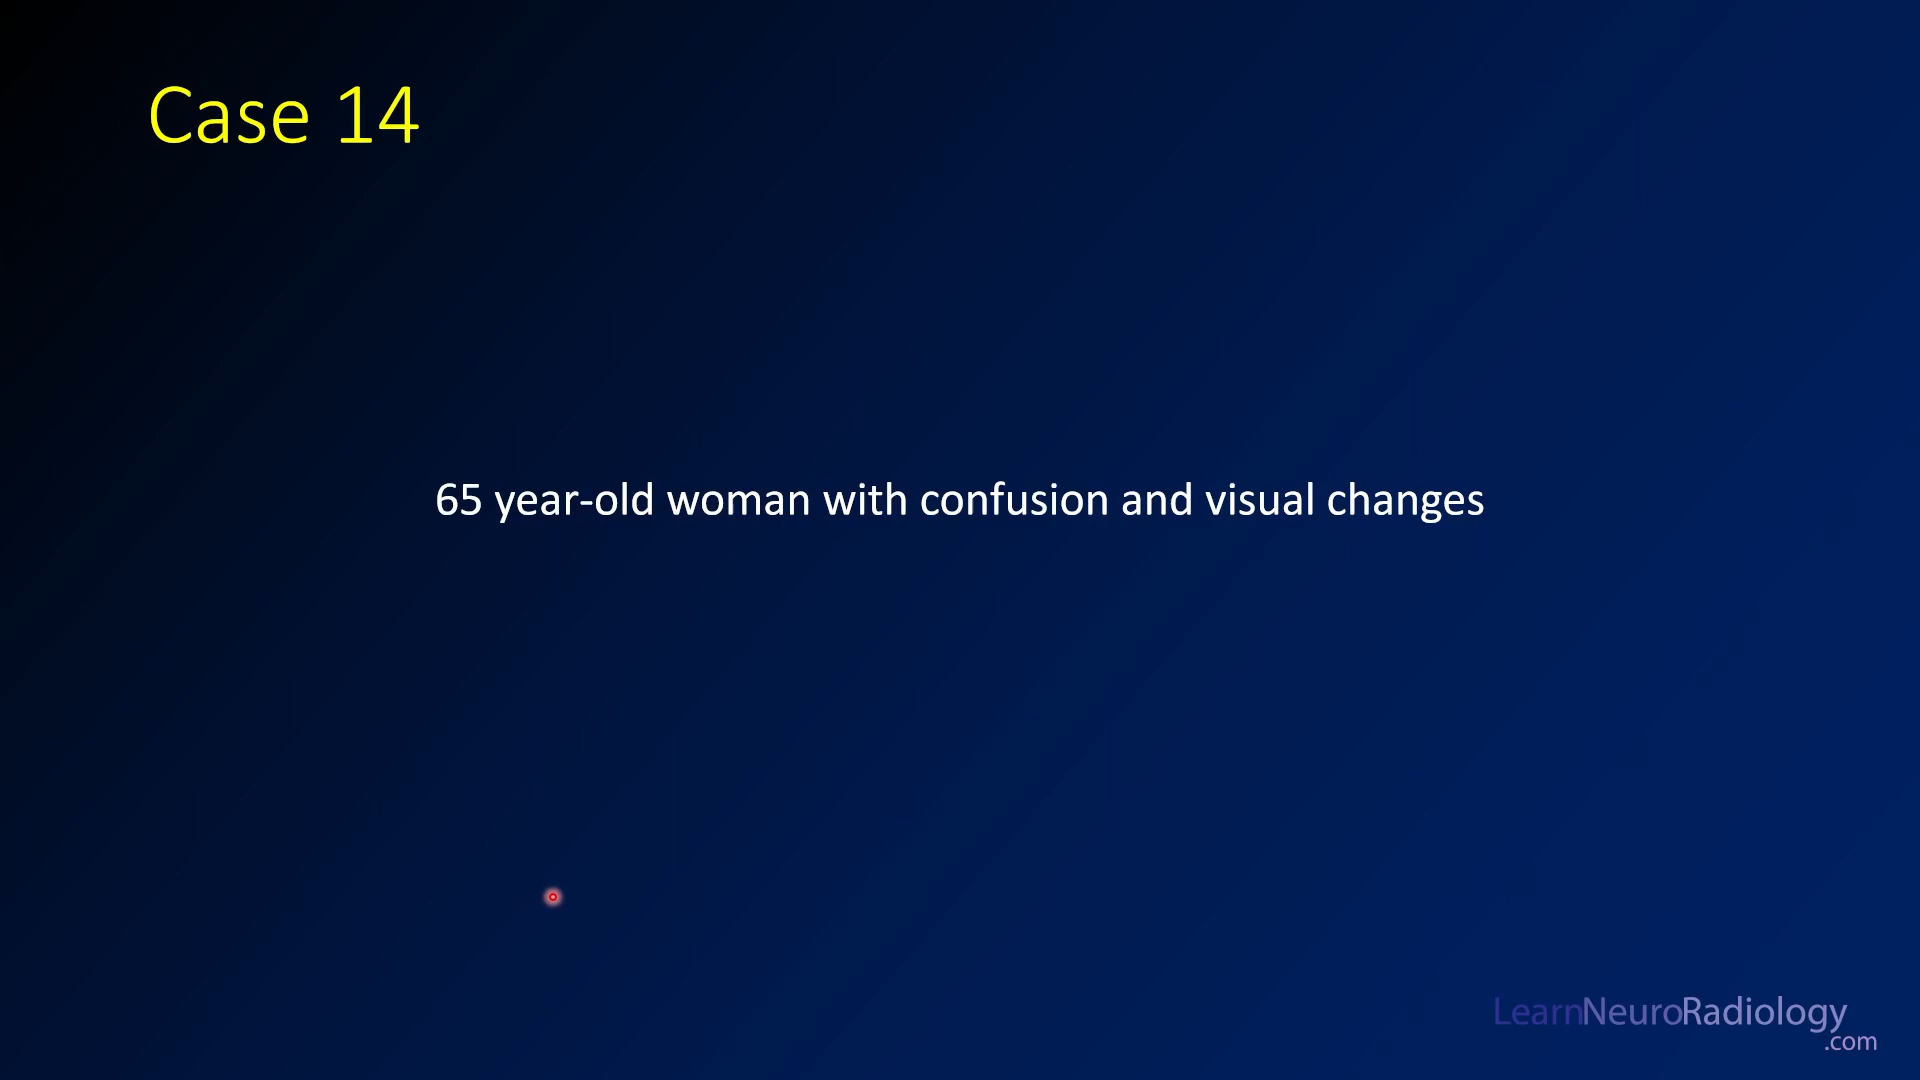 Case 14
65 year-old woman with confusion and visual changes
LearnNeuroRadiology
.com